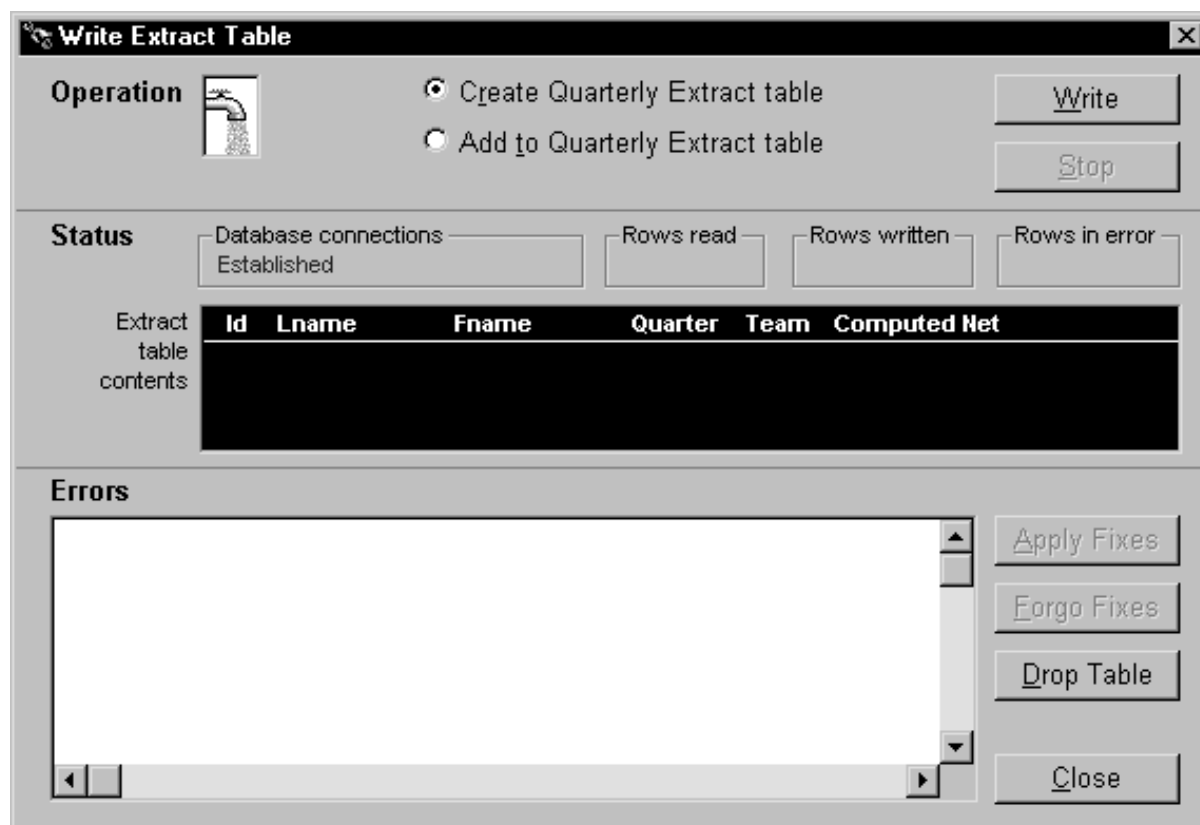 Write Extract Table
Operation
Create Quarterly Extract table
Write
Add to Quarterly Extract table
Stop
Status
Database connections
Rows read
Rows written
Rows in error
Established
Extract
table
contents
Id Lname Fname Quarter Team Computed Net
Errors
Apply Fixes
Forgo Fixes
Drop Table
Close